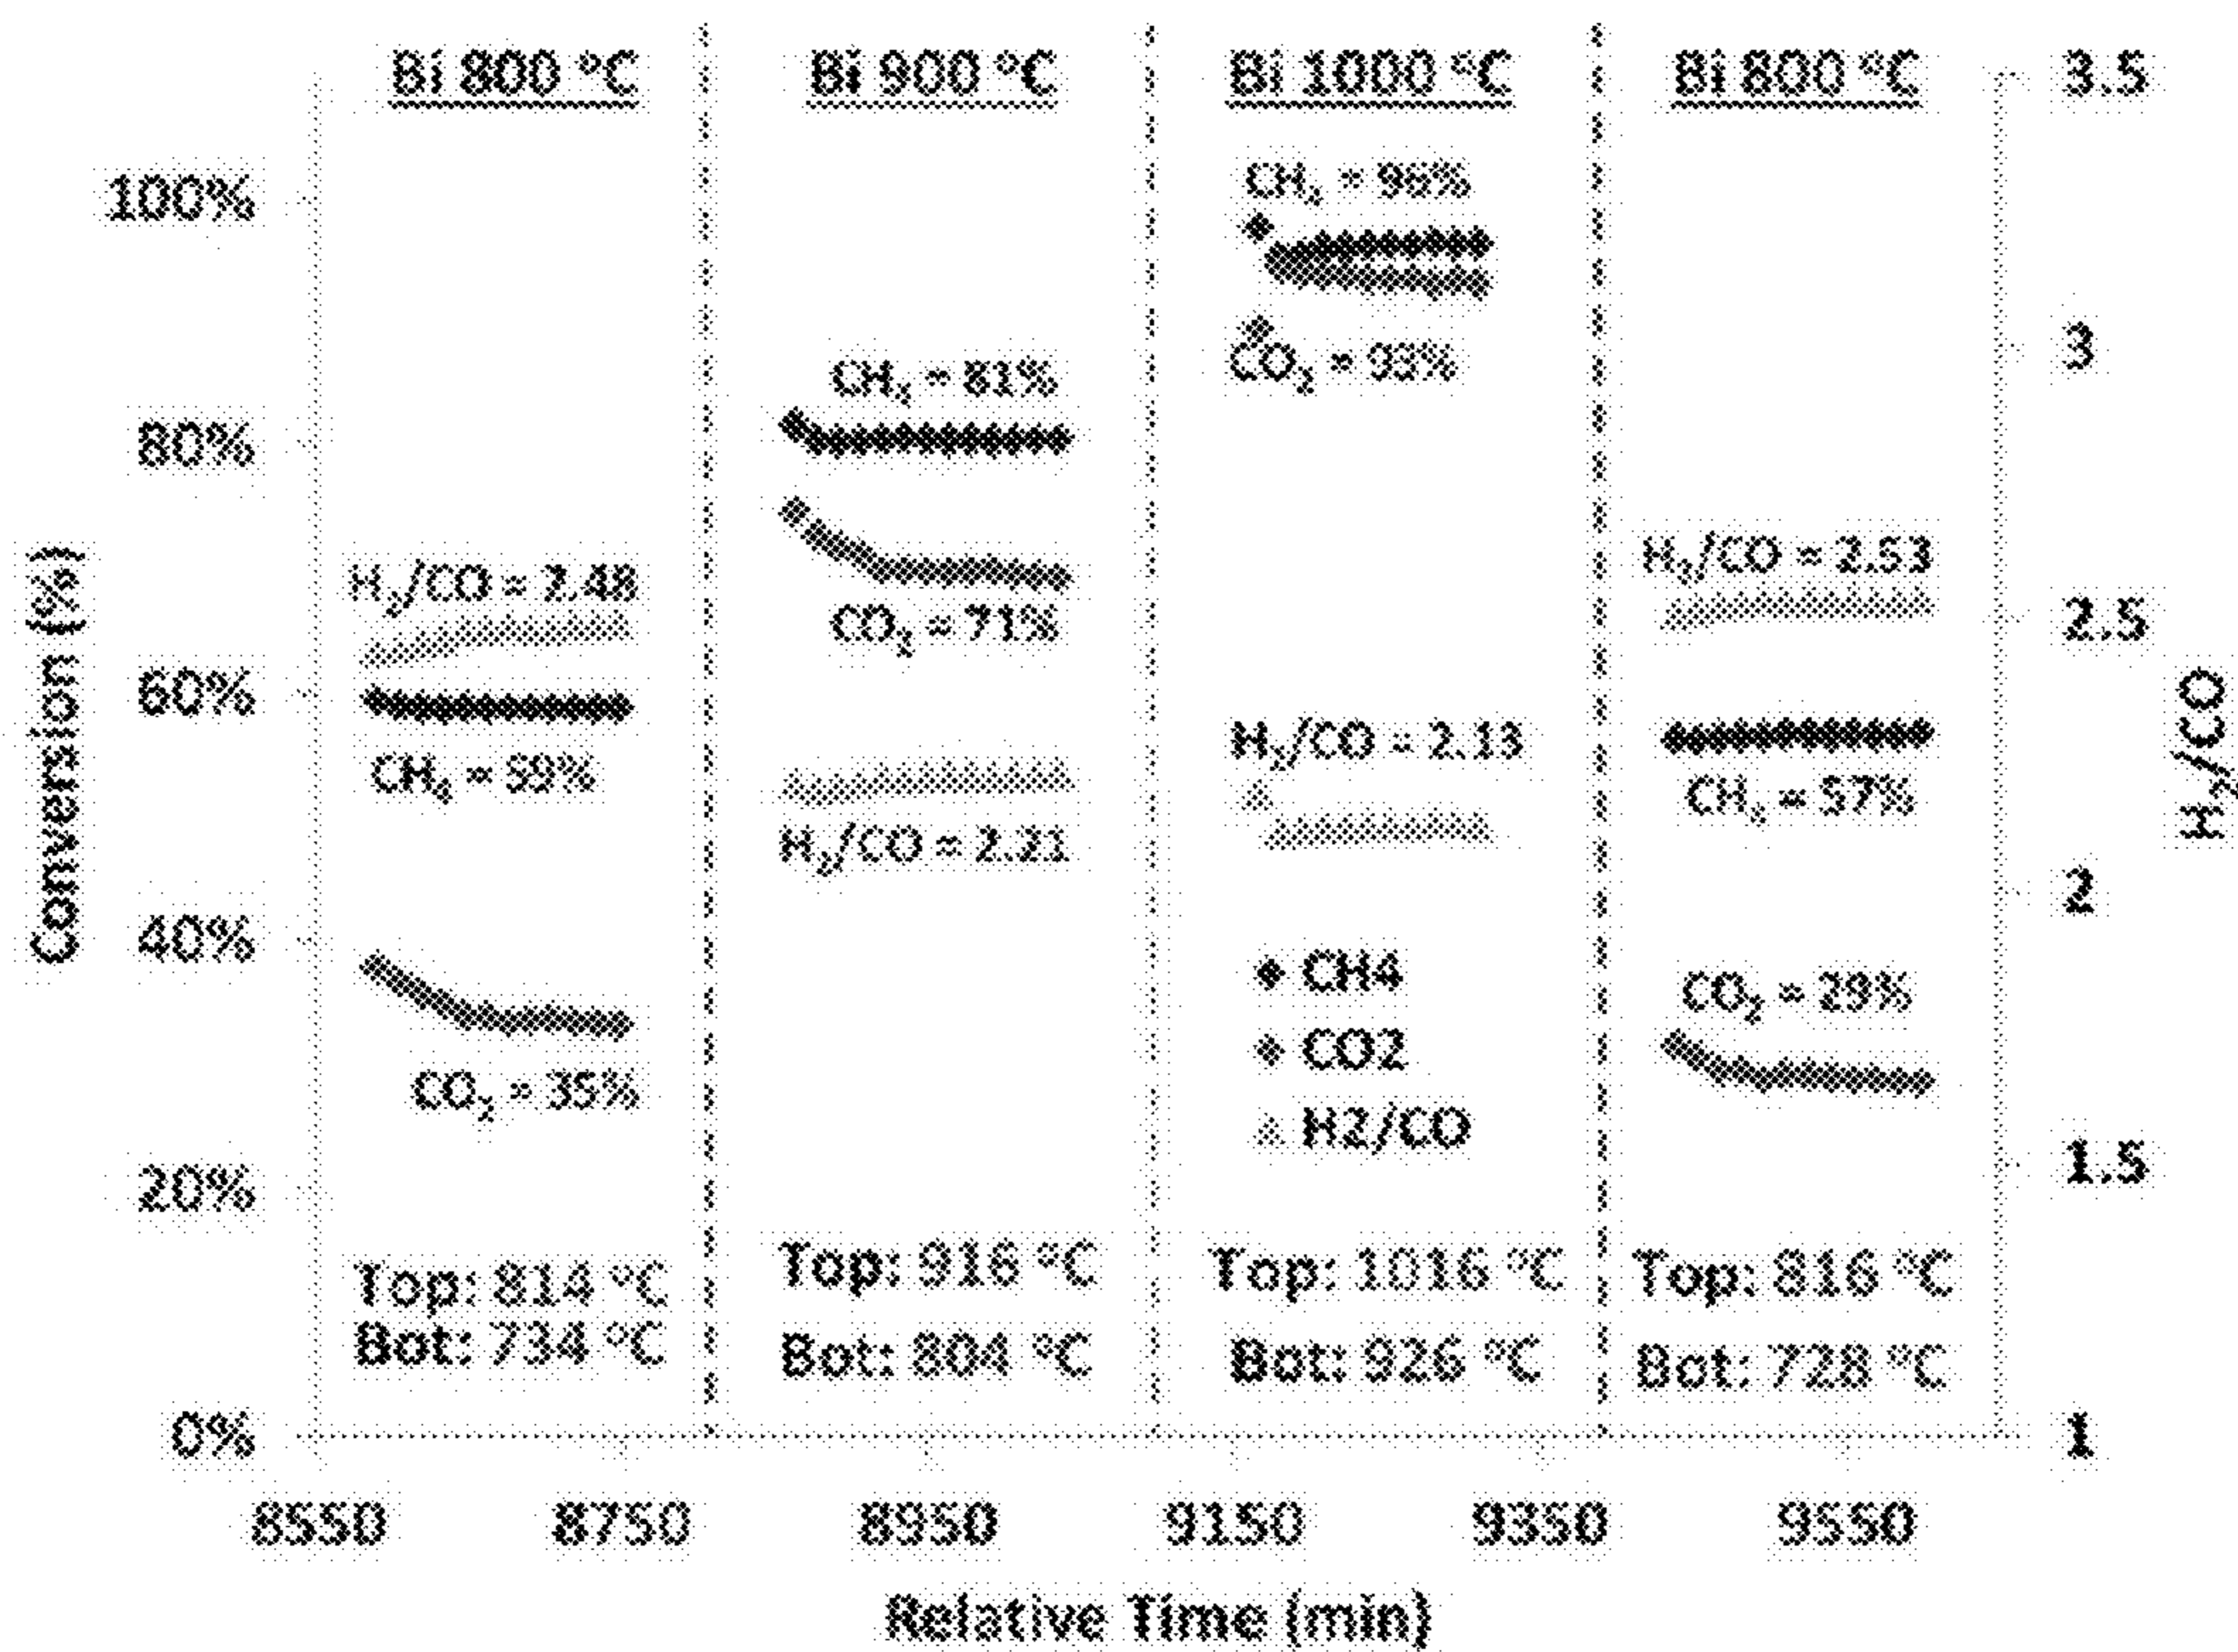 Bi 800 °C
Bi 900 °C
Bi 1000 °C
Bi 800 °C
3.5
3
2.5
2
1.5
1
100%
80%
60%
40%
20%
0%
Conversion (%)
H₂/CO
H₂/CO = 2.48
CH₄ = 59%
CO₂ = 35%
Top: 814 °C
Bot: 734 °C
CH₄ = 81%
CO₂ = 71%
H₂/CO = 2.21
Top: 916 °C
Bot: 804 °C
CH₄ = 96%
CO₂ = 93%
H₂/CO = 2.13
CH4
CO2
H2/CO
Top: 1016 °C
Bot: 926 °C
H₂/CO = 2.53
CH₄ = 57%
CO₂ = 29%
Top: 816 °C
Bot: 728 °C
8550
8750
8950
9150
9350
9550
Relative Time (min)